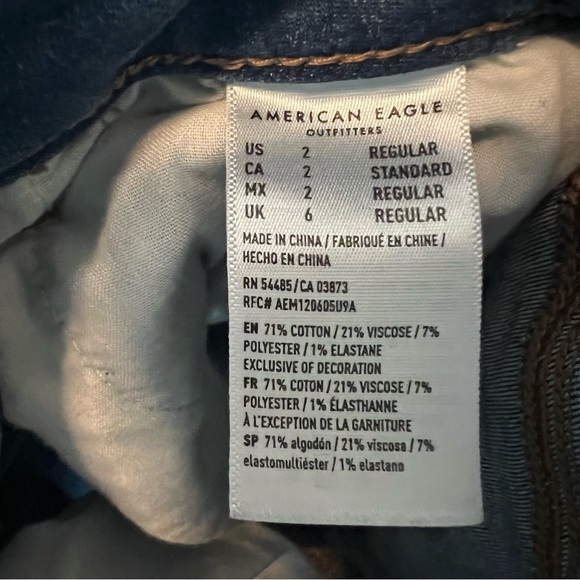 AMERICAN EAGLE
OUTFITTERS
US 2 REGULAR
CA 2 STANDARD
MX 2 REGULAR
UK 6 REGULAR
MADE IN CHINA / FABRIQUÉ EN CHINE /
HECHO EN CHINA
RN 54485/CA 03873
RFC# AEM120605U9A
EN 71% COTTON / 21% VISCOSE / 7%
POLYESTER / 1% ELASTANE
EXCLUSIVE OF DECORATION
FR 71% COTON / 21% VISCOSE / 7%
POLYESTER / 1% ÉLASTHANNE
À L'EXCEPTION DE LA GARNITURE
SP 71% algodón / 21% viscosa / 7%
elastomultiéster / 1% elastano